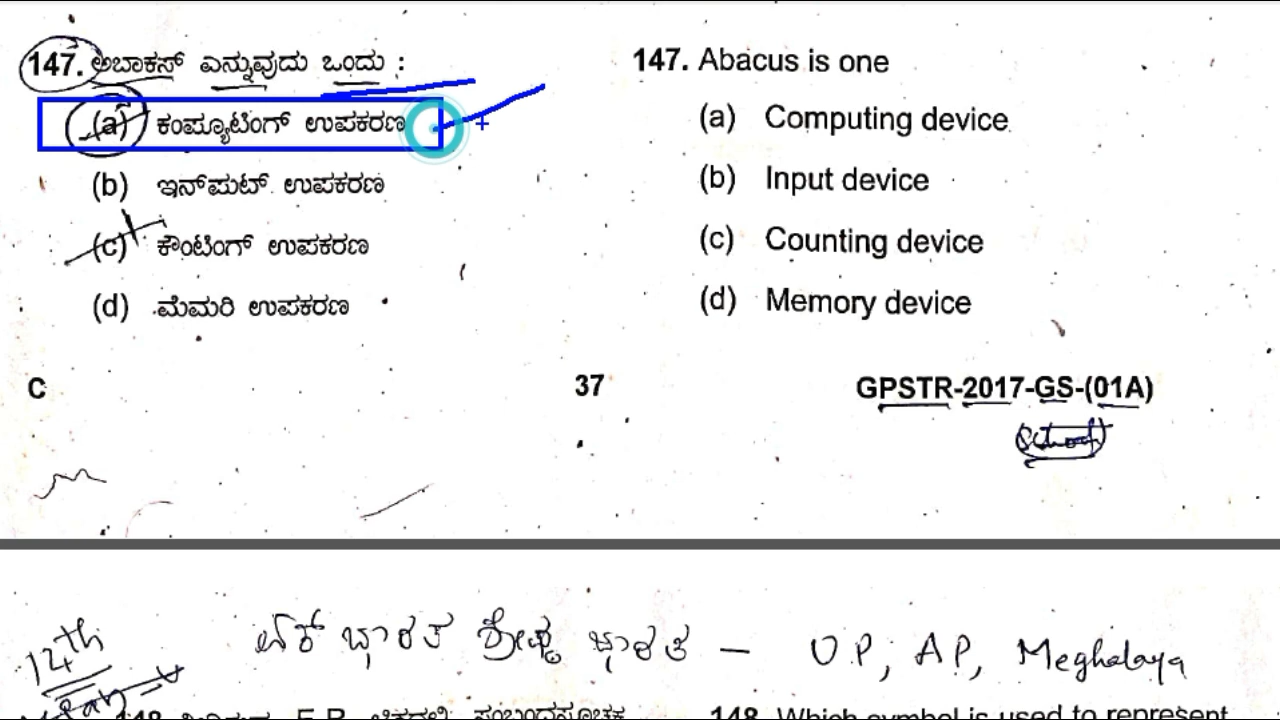 147. ಅಬಾಕಸ್ ಎನ್ನುವುದು ಒಂದು :
(a) ಕಂಪ್ಯೂಟಿಂಗ್ ಉಪಕರಣ
(b) ಇನ್‌ಪುಟ್ ಉಪಕರಣ
(c) ಕೌಂಟಿಂಗ್ ಉಪಕರಣ
(d) ಮೆಮರಿ ಉಪಕರಣ
147. Abacus is one
(a) Computing device
(b) Input device
(c) Counting device
(d) Memory device
C 37 GPSTR-2017-GS-(01A)
12th
ಭಾರತ ಶ್ರೇಷ್ಠ ಭಾರತ – UP, AP, Meghalaya
148. Which symbol is used to represent